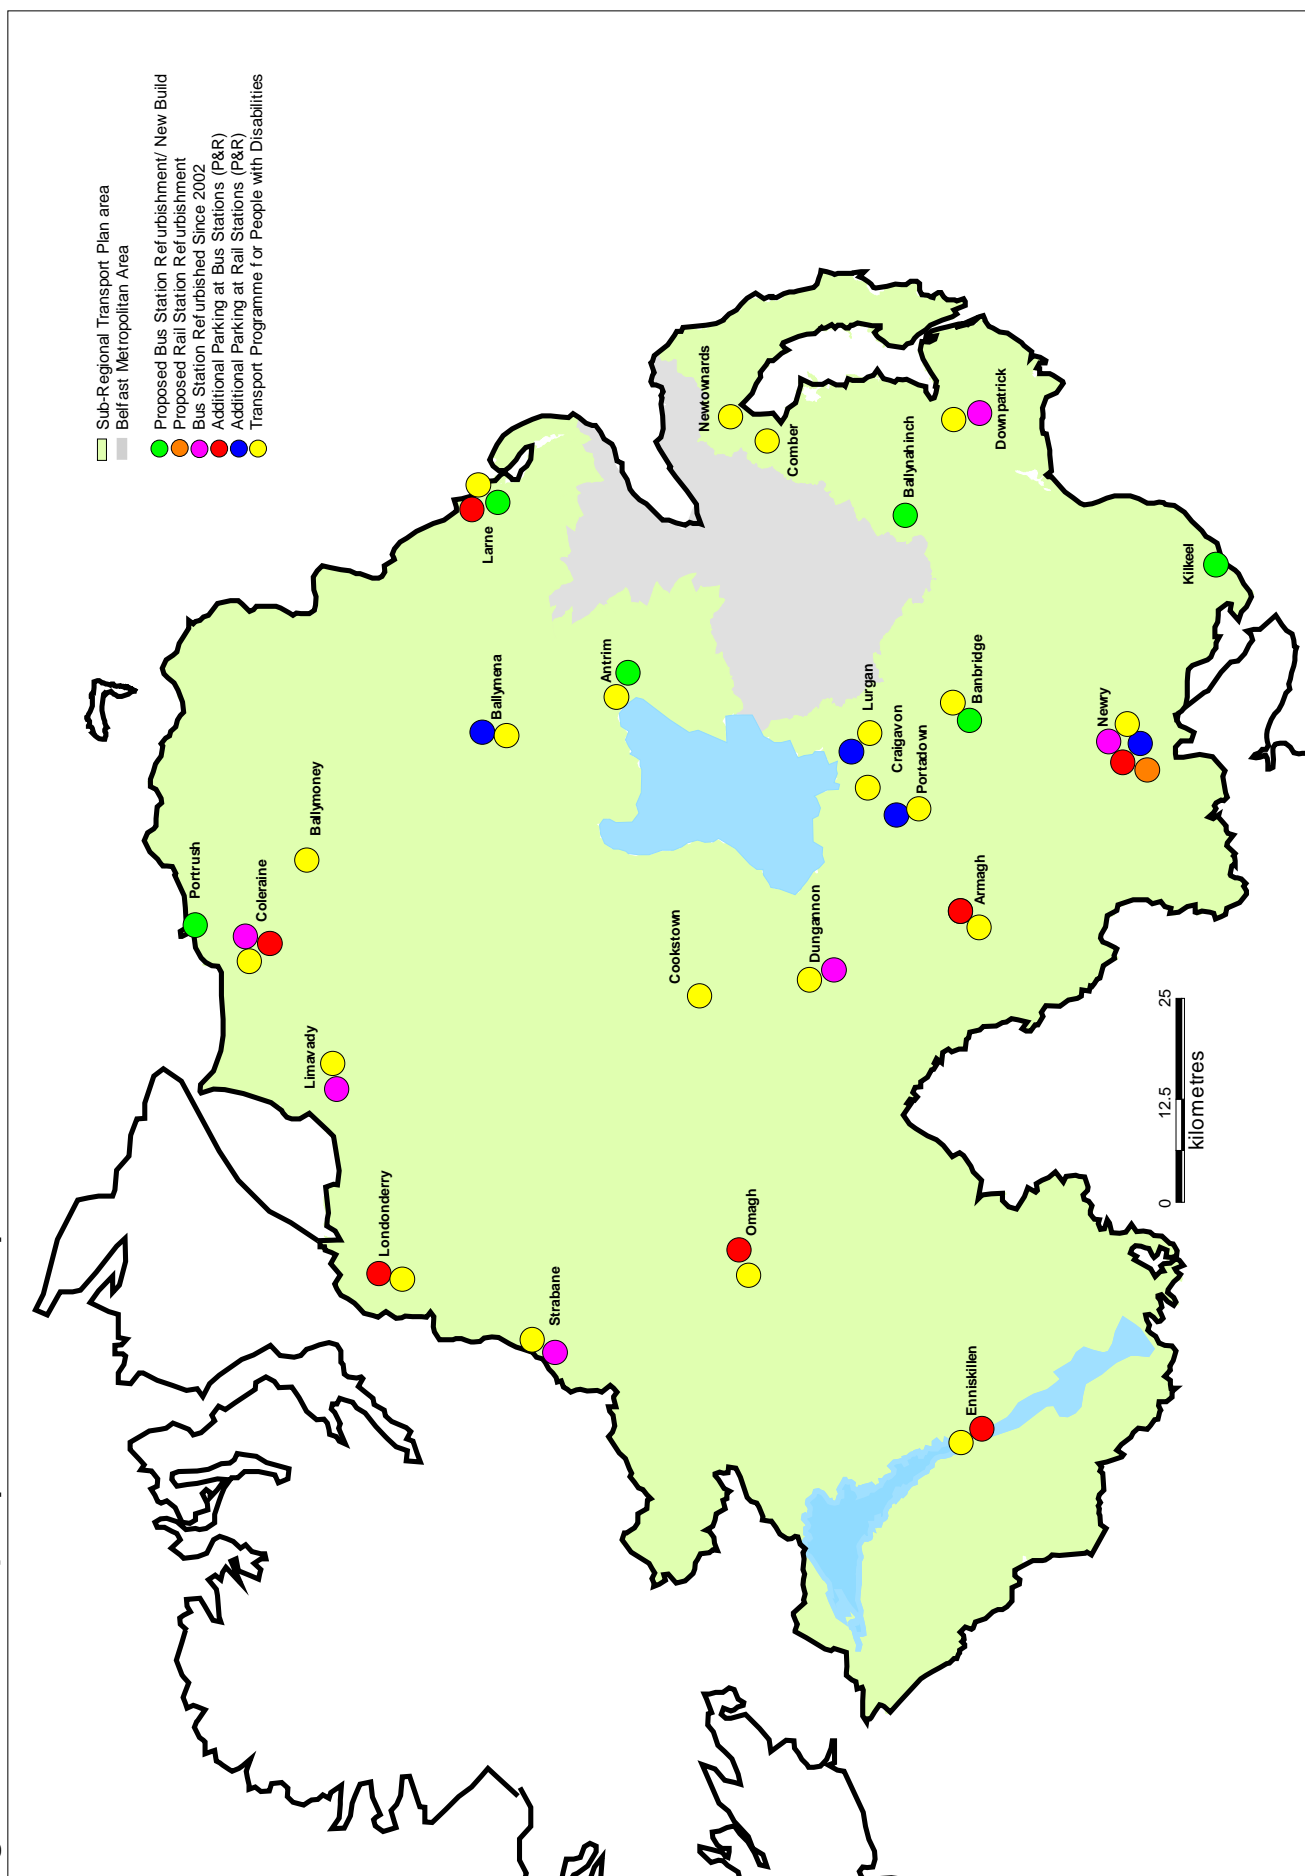 Sub-Regional Transport Plan area
Belfast Metropolitan Area
Proposed Bus Station Refurbishment/ New Build
Proposed Rail Station Refurbishment
Bus Station Refurbished Since 2002
Additional Parking at Bus Stations (P&R)
Additional Parking at Rail Stations (P&R)
Transport Programme for People with Disabilities
Portrush
Coleraine
Ballymoney
Limavady
Londonderry
Larne
Ballymena
Strabane
Antrim
Cookstown
Newtownards
Comber
Omagh
Dungannon
Lurgan
Craigavon
Portadown
Ballynahinch
Armagh
Banbridge
Downpatrick
Enniskillen
Newry
Kilkeel
0 12.5 25
kilometres